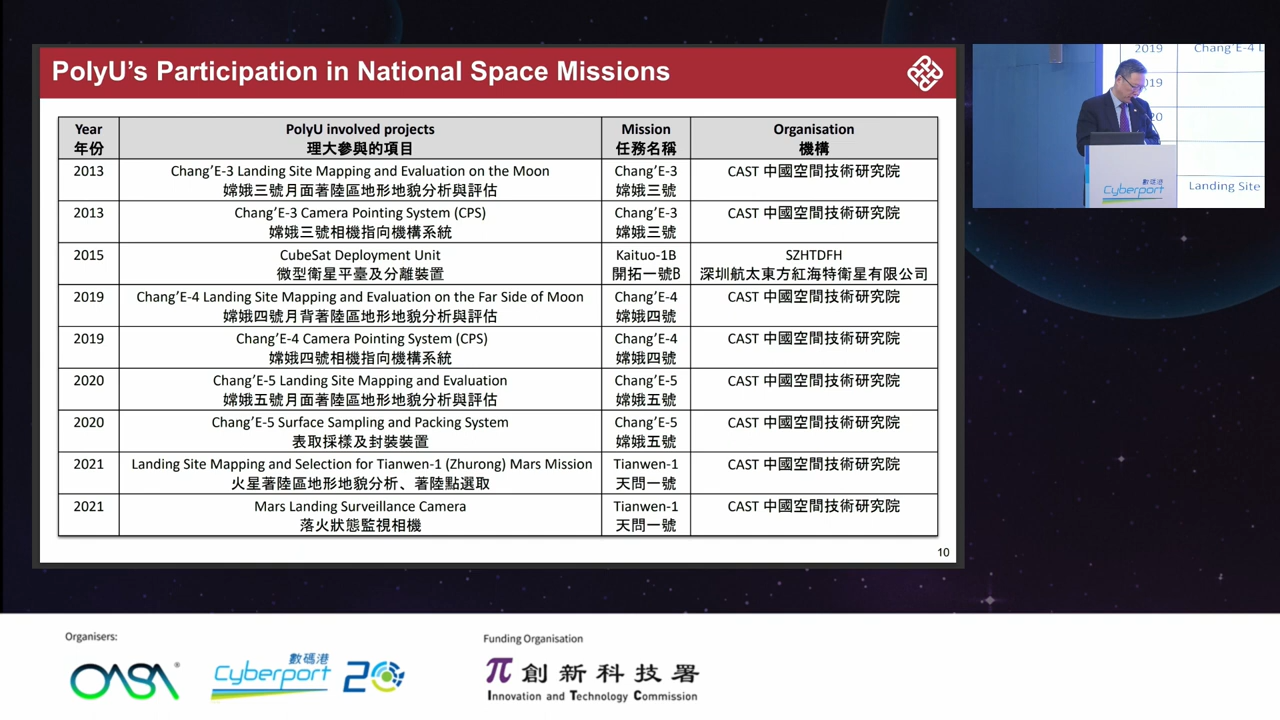 PolyU's Participation in National Space Missions
Year
年份
PolyU involved projects
理大參與的項目
Mission
任務名稱
Organisation
機構
2013
Chang'E-3 Landing Site Mapping and Evaluation on the Moon
嫦娥三號月面著陸區地形地貌分析與評估
Chang'E-3
嫦娥三號
CAST 中國空間技術研究院
2013
Chang'E-3 Camera Pointing System (CPS)
嫦娥三號相機指向機構系統
Chang'E-3
嫦娥三號
CAST 中國空間技術研究院
2015
CubeSat Deployment Unit
微型衛星平臺及分離裝置
Kaituo-1B
開拓一號B
SZHTDFH
深圳航太東方紅海特衛星有限公司
2019
Chang'E-4 Landing Site Mapping and Evaluation on the Far Side of Moon
嫦娥四號月背著陸區地形地貌分析與評估
Chang'E-4
嫦娥四號
CAST 中國空間技術研究院
2019
Chang'E-4 Camera Pointing System (CPS)
嫦娥四號相機指向機構系統
Chang'E-4
嫦娥四號
CAST 中國空間技術研究院
2020
Chang'E-5 Landing Site Mapping and Evaluation
嫦娥五號月面著陸區地形地貌分析與評估
Chang'E-5
嫦娥五號
CAST 中國空間技術研究院
2020
Chang'E-5 Surface Sampling and Packing System
表取採樣及封裝裝置
Chang'E-5
嫦娥五號
CAST 中國空間技術研究院
2021
Landing Site Mapping and Selection for Tianwen-1 (Zhurong) Mars Mission
火星著陸區地形地貌分析、著陸點選取
Tianwen-1
天問一號
CAST 中國空間技術研究院
2021
Mars Landing Surveillance Camera
落火狀態監視相機
Tianwen-1
天問一號
CAST 中國空間技術研究院
10
2019
Chang'E-4 L
019
20
Landing Site
數碼港
Cyberport
Organisers:
OASA®
數碼港
Cyberport 20
Funding Organisation
創新科技署
Innovation and Technology Commission